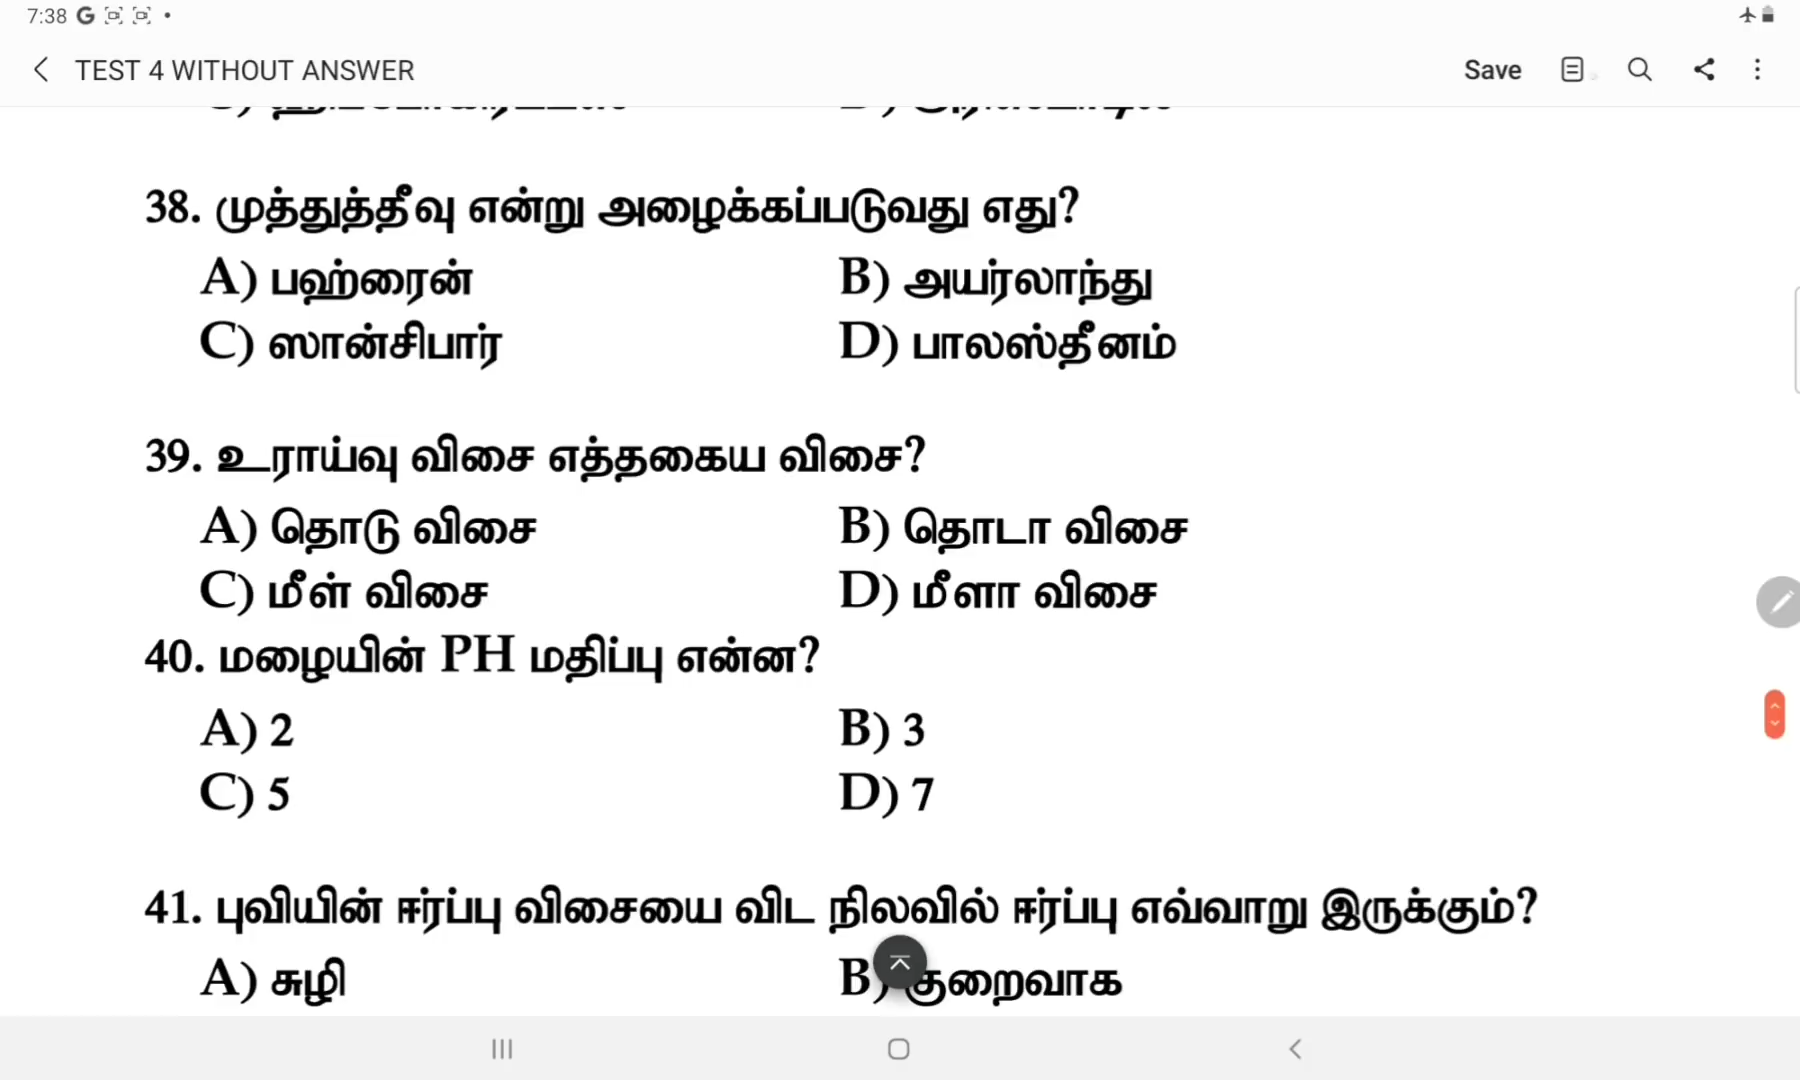 7:38 G
TEST 4 WITHOUT ANSWER
Save
38. முத்துத்தீவு என்று அழைக்கப்படுவது எது?
A) பஹ்ரைன் B) அயர்லாந்து
C) ஸான்சிபார் D) பாலஸ்தீனம்
39. உராய்வு விசை எத்தகைய விசை?
A) தொடு விசை B) தொடா விசை
C) மீள் விசை D) மீளா விசை
40. மழையின் PH மதிப்பு என்ன?
A) 2 B) 3
C) 5 D) 7
41. புவியின் ஈர்ப்பு விசையை விட நிலவில் ஈர்ப்பு எவ்வாறு இருக்கும்?
A) சுழி B) குறைவாக